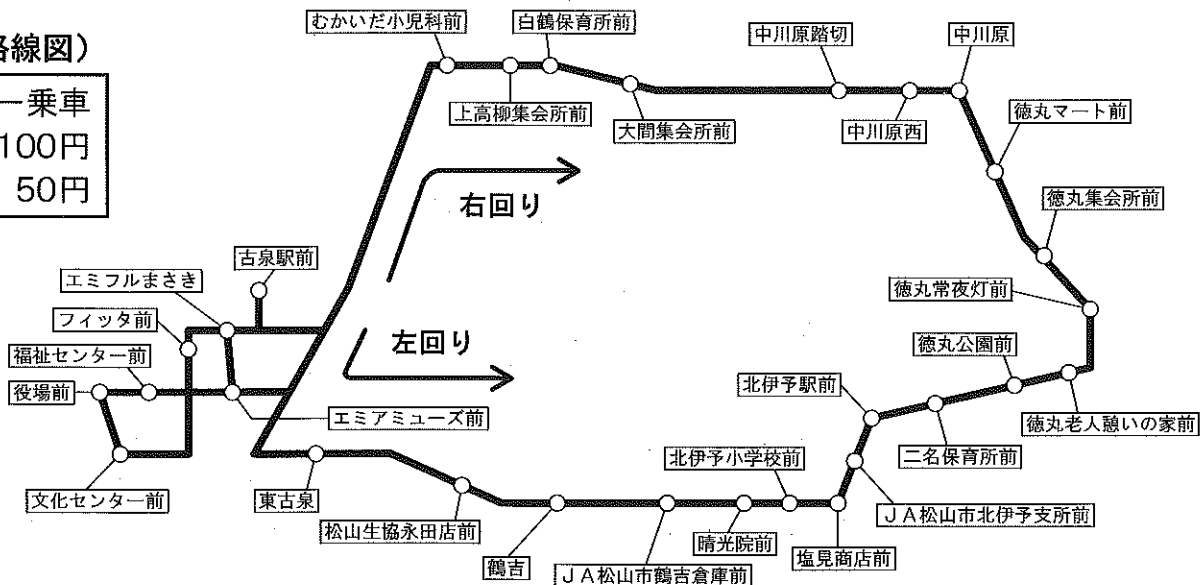 路線図）
ー乗車
100円
50円
むかいだ小児科前
白鶴保育所前
中川原踏切
中川原
上高柳集会所前
大間集会所前
中川原西
徳丸マート前
右回り
徳丸集会所前
古泉駅前
エミフルまさき
徳丸常夜灯前
フィッタ前
左回り
福祉センター前
徳丸公園前
役場前
北伊予駅前
エミアミューズ前
徳丸老人憩いの家前
二名保育所前
北伊予小学校前
文化センター前
東古泉
松山生協永田店前
ＪＡ松山市北伊予支所前
鶴吉
晴光院前
塩見商店前
ＪＡ松山市鶴吉倉庫前